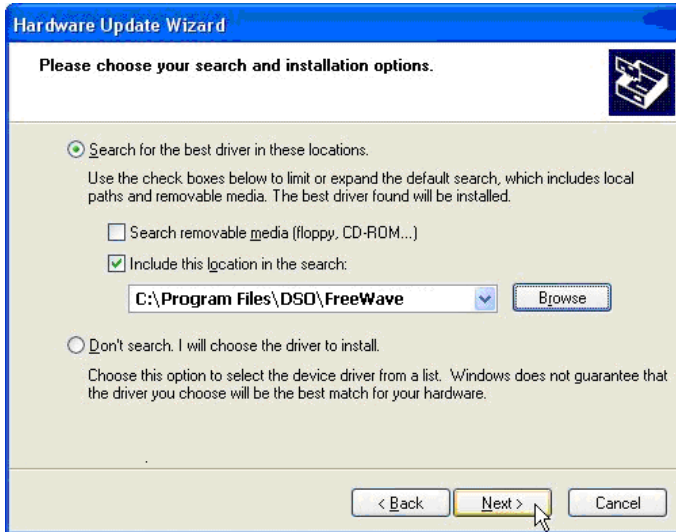 Hardware Update Wizard
Please choose your search and installation options.
Search for the best driver in these locations.
Use the check boxes below to limit or expand the default search, which includes local
paths and removable media. The best driver found will be installed.
Search removable media (floppy, CD-ROM...)
Include this location in the search:
C:\Program Files\DSO\FreeWave
Browse
Don't search. I will choose the driver to install.
Choose this option to select the device driver from a list.  Windows does not guarantee that
the driver you choose will be the best match for your hardware.
< Back
Next >
Cancel